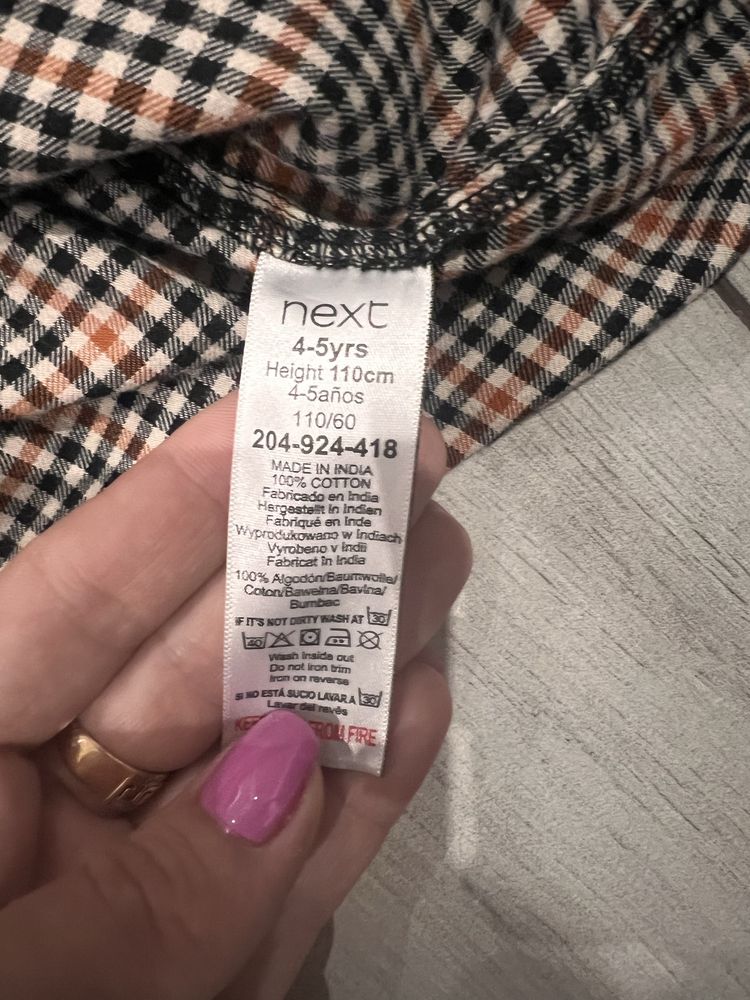 next
4-5yrs
Height 110cm
4-5años
110/60
204-924-418
MADE IN INDIA
100% COTTON
Fabricado en India
Hergestellt in Indien
Fabriqué en Inde
Wyprodukowano w Indiach
Vyrobeno v Indii
Fabricat în India
100% Algodón/Baumwolle/
Coton/Bawełna/Bavlna/
Bumbac
IF IT'S NOT DIRTY WASH AT 30
40
Wash inside out
Do not iron trim
Iron on reverse
SI NO ESTÁ SUCIO LAVAR A 30
Lavar del revés
FROM FIRE